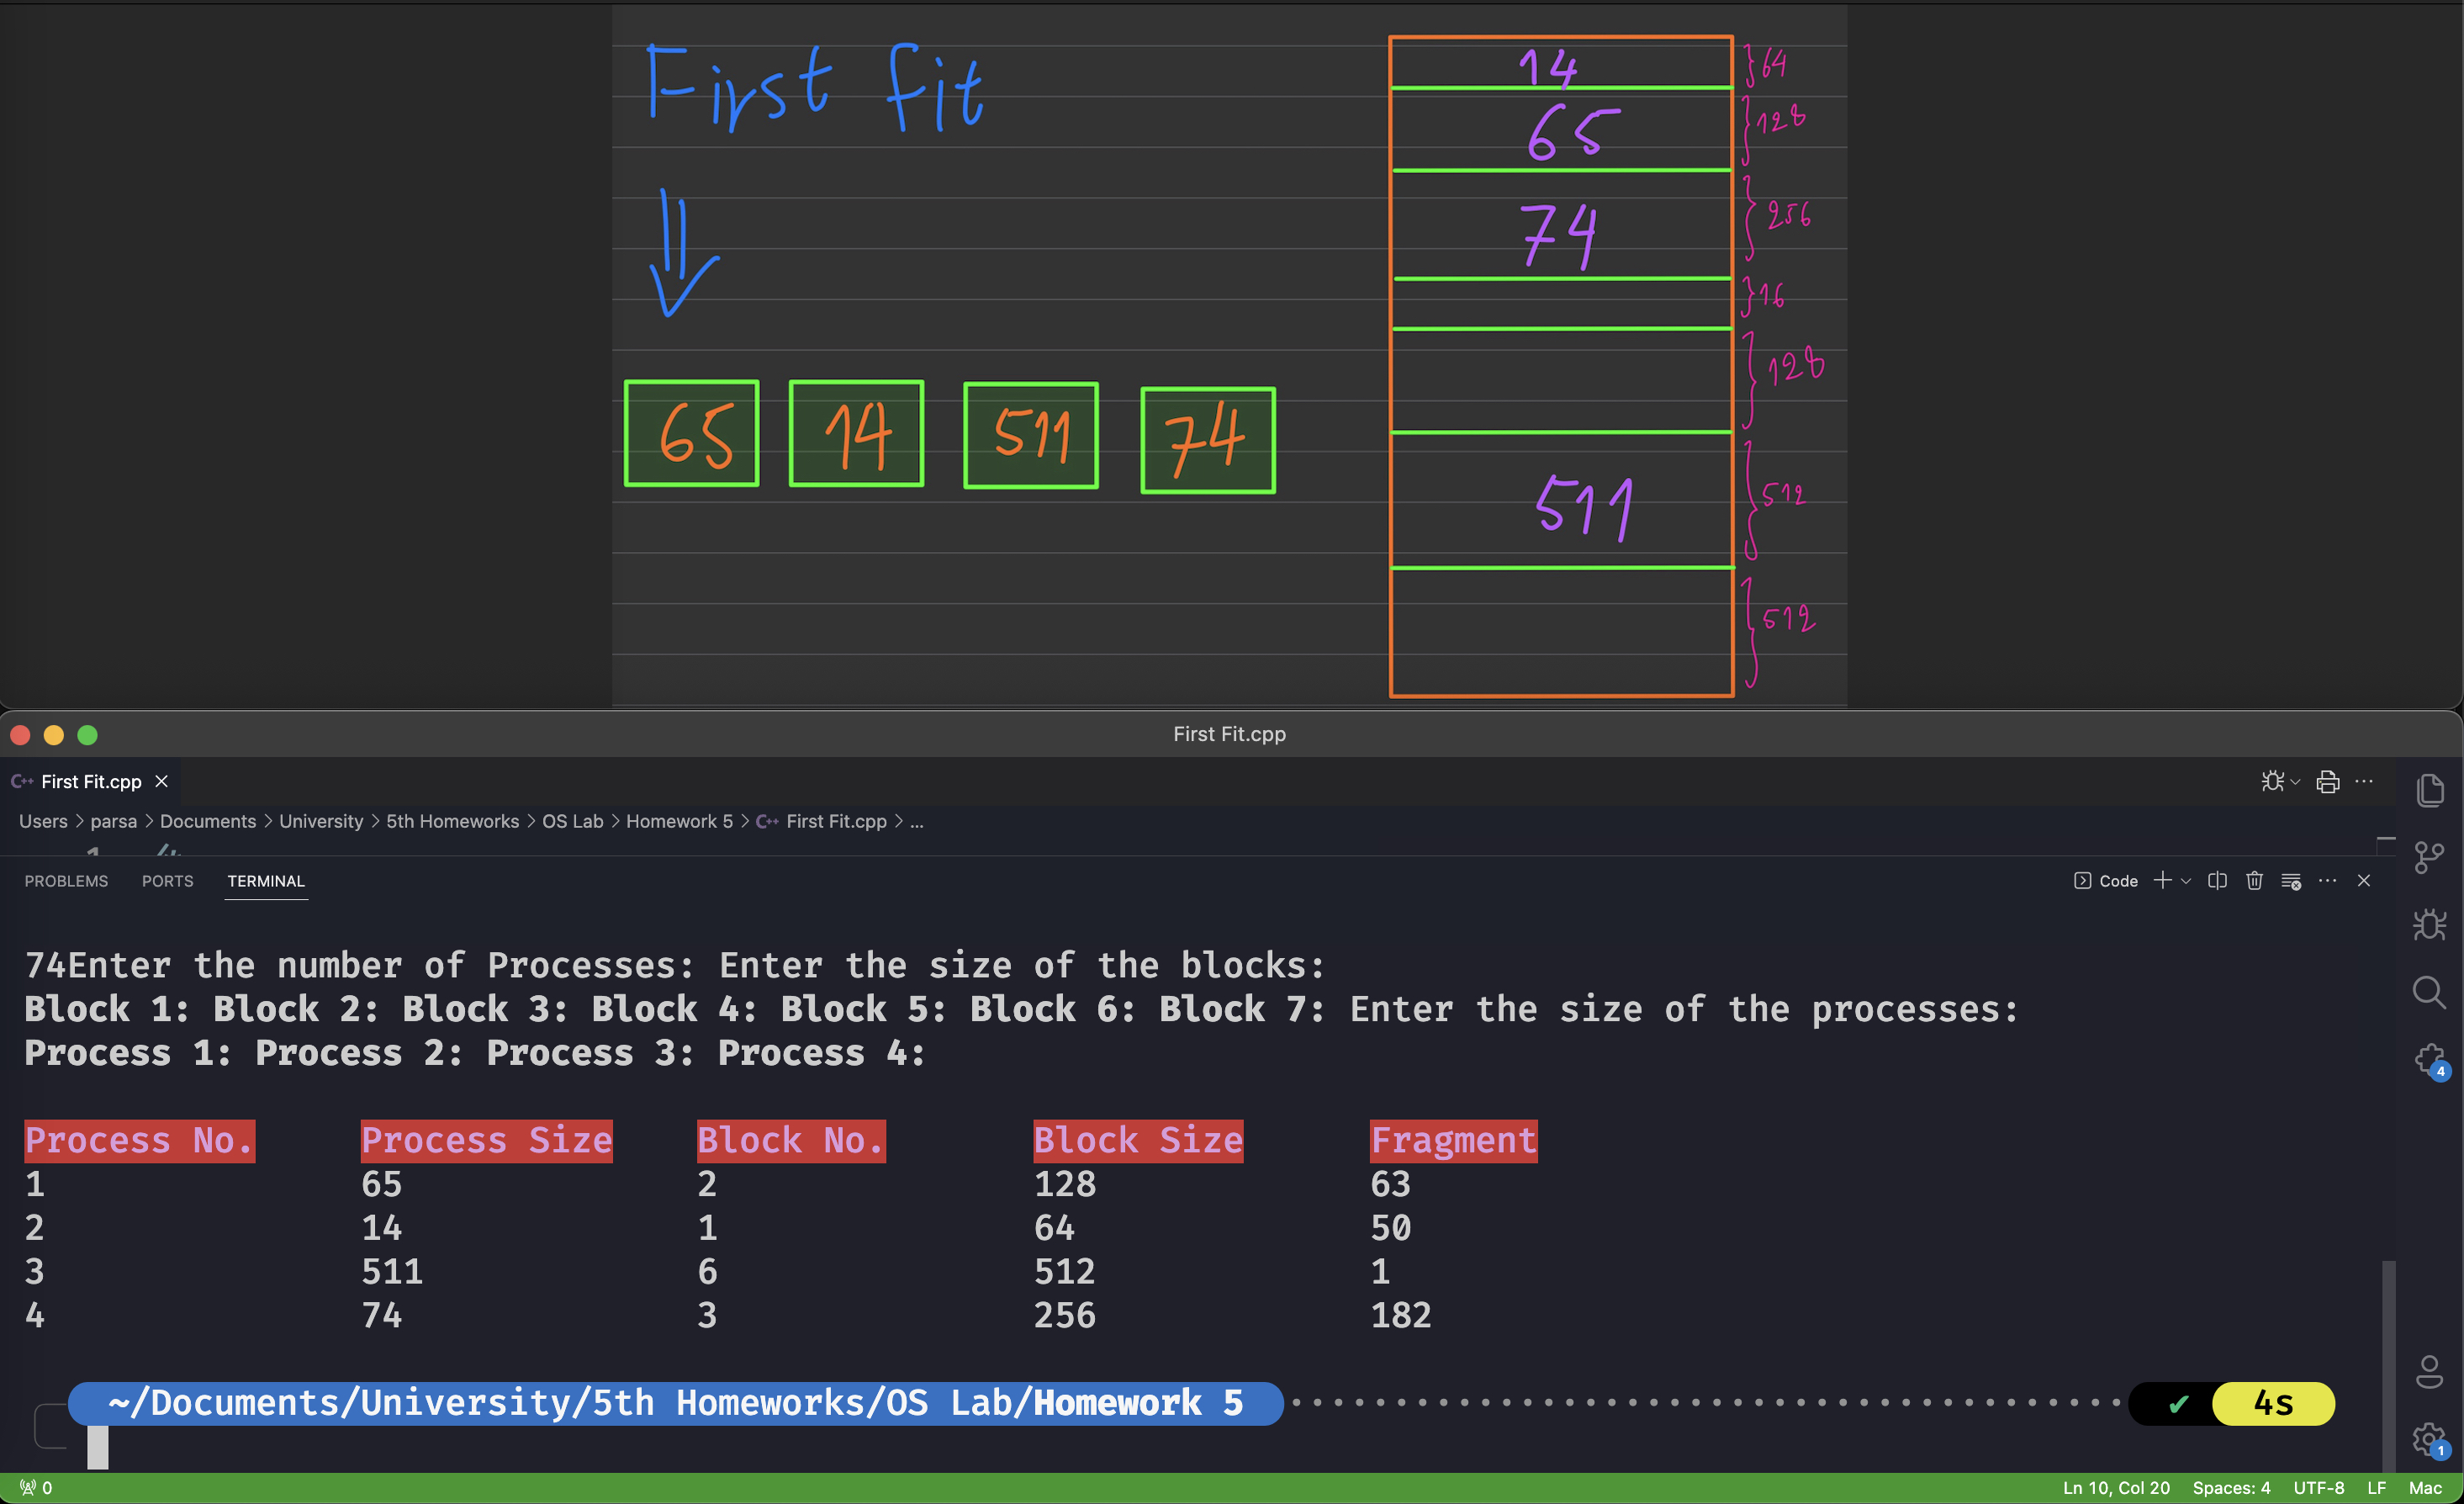 First fit
65 14 511 74
14 }64
65 }128
74 }256
}16
}128
511 }512
}512
First Fit.cpp
C++ First Fit.cpp
Users > parsa > Documents > University > 5th Homeworks > OS Lab > Homework 5 > C++ First Fit.cpp > ...
PROBLEMS PORTS TERMINAL
Code
74Enter the number of Processes: Enter the size of the blocks:
Block 1: Block 2: Block 3: Block 4: Block 5: Block 6: Block 7: Enter the size of the processes:
Process 1: Process 2: Process 3: Process 4:
Process No. Process Size Block No. Block Size Fragment
1 65 2 128 63
2 14 1 64 50
3 511 6 512 1
4 74 3 256 182
~/Documents/University/5th Homeworks/OS Lab/Homework 5 ✔ 4s
4
1
0 Ln 10, Col 20 Spaces: 4 UTF-8 LF Mac